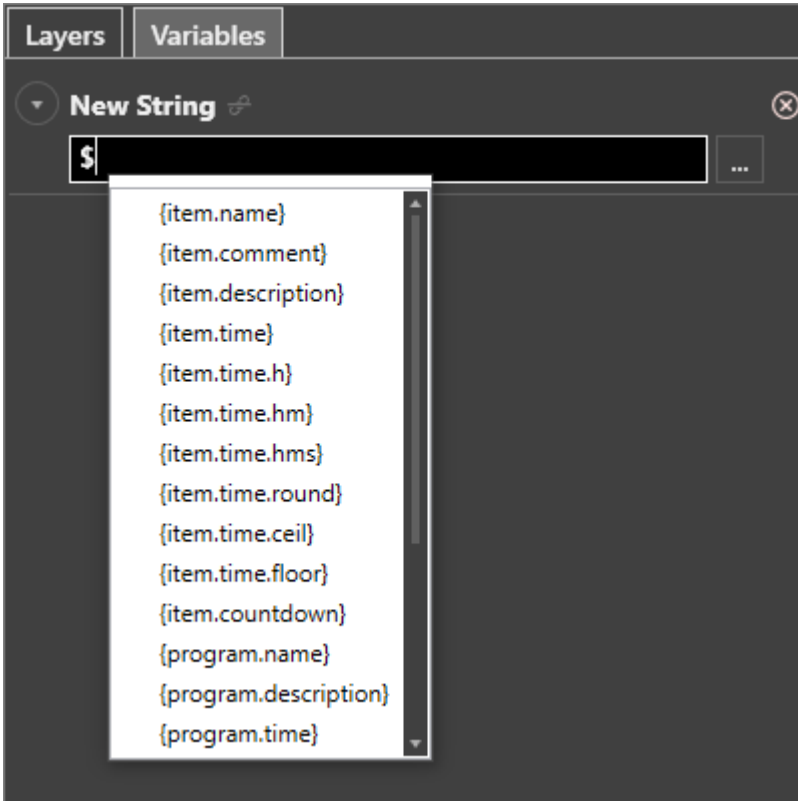 Layers Variables
New String
$
...
{item.name}
{item.comment}
{item.description}
{item.time}
{item.time.h}
{item.time.hm}
{item.time.hms}
{item.time.round}
{item.time.ceil}
{item.time.floor}
{item.countdown}
{program.name}
{program.description}
{program.time}